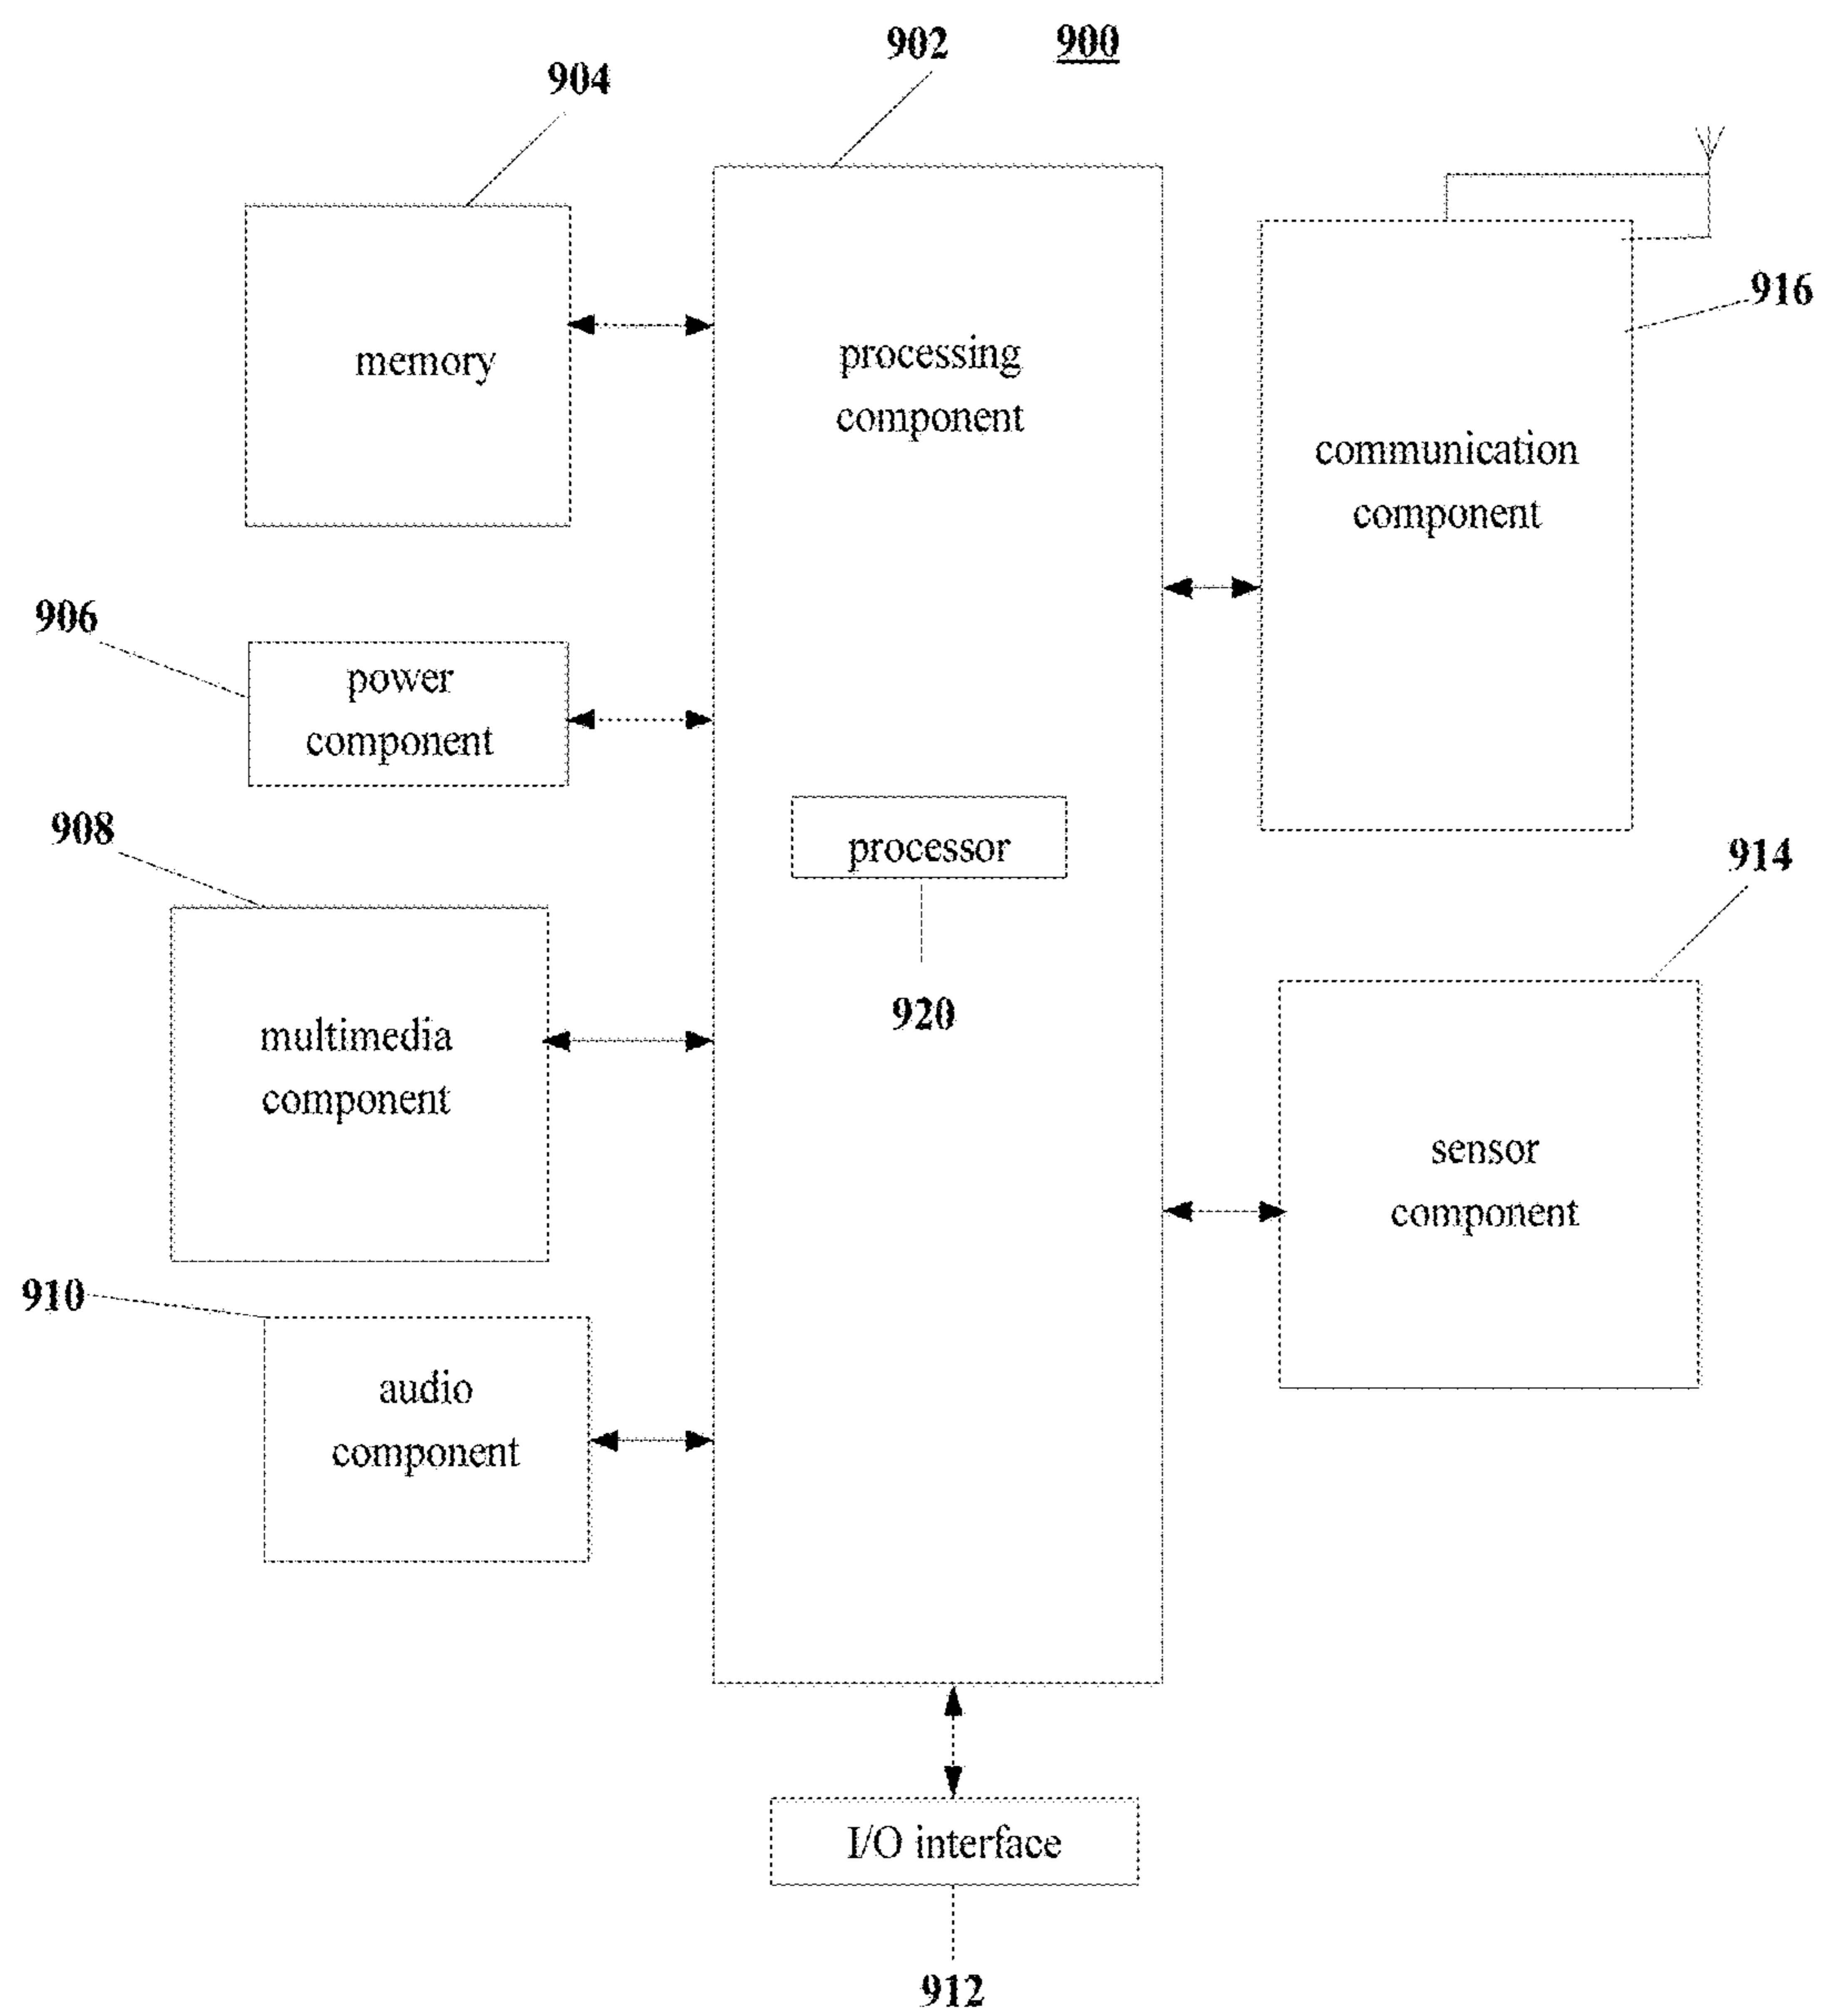 902
900
904
916
memory
processing
component
communication
component
906
power
component
908
processor
914
920
multimedia
component
sensor
component
910
audio
component
I/O interface
912